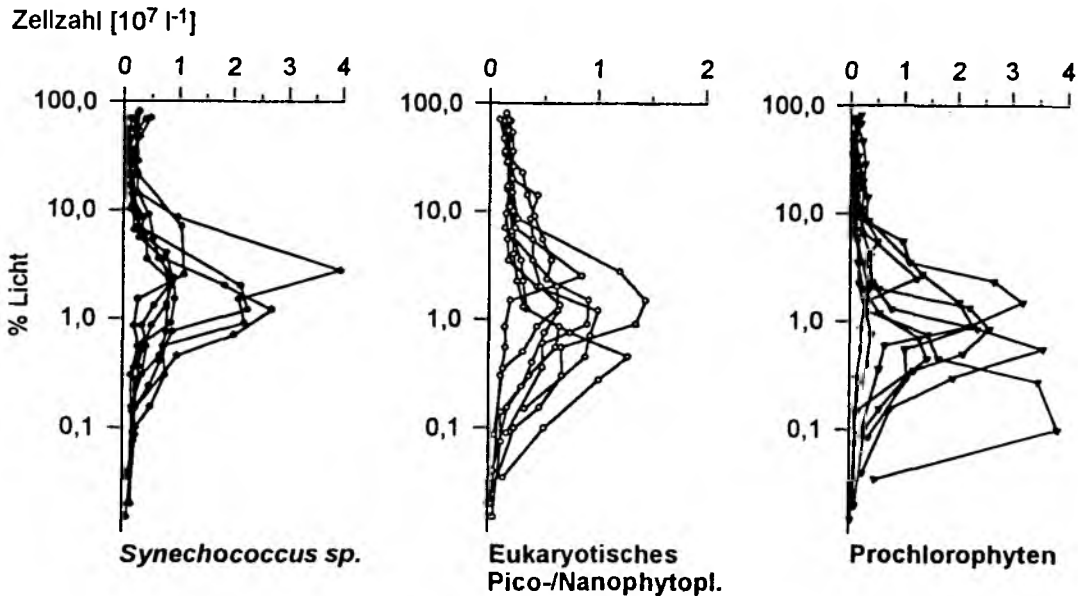 Zellzahl [10⁷ l⁻¹]
0 1 2 3 4
0 1 2
0 1 2 3 4
100,0
10,0
1,0
0,1
% Licht
100,0
10,0
1,0
0,1
100,0
10,0
1,0
0,1
Synechococcus sp.
Eukaryotisches
Pico-/Nanophytopl.
Prochlorophyten